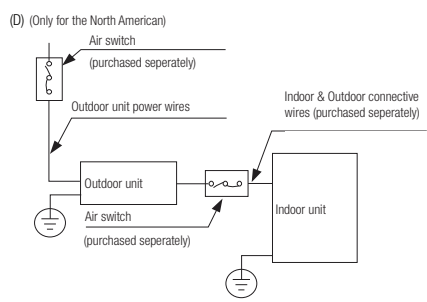 (D) (Only for the North American)
Air switch
(purchased seperately)
Outdoor unit power wires
Indoor & Outdoor connective
wires (purchased seperately)
Outdoor unit
Indoor unit
Air switch
(purchased seperately)